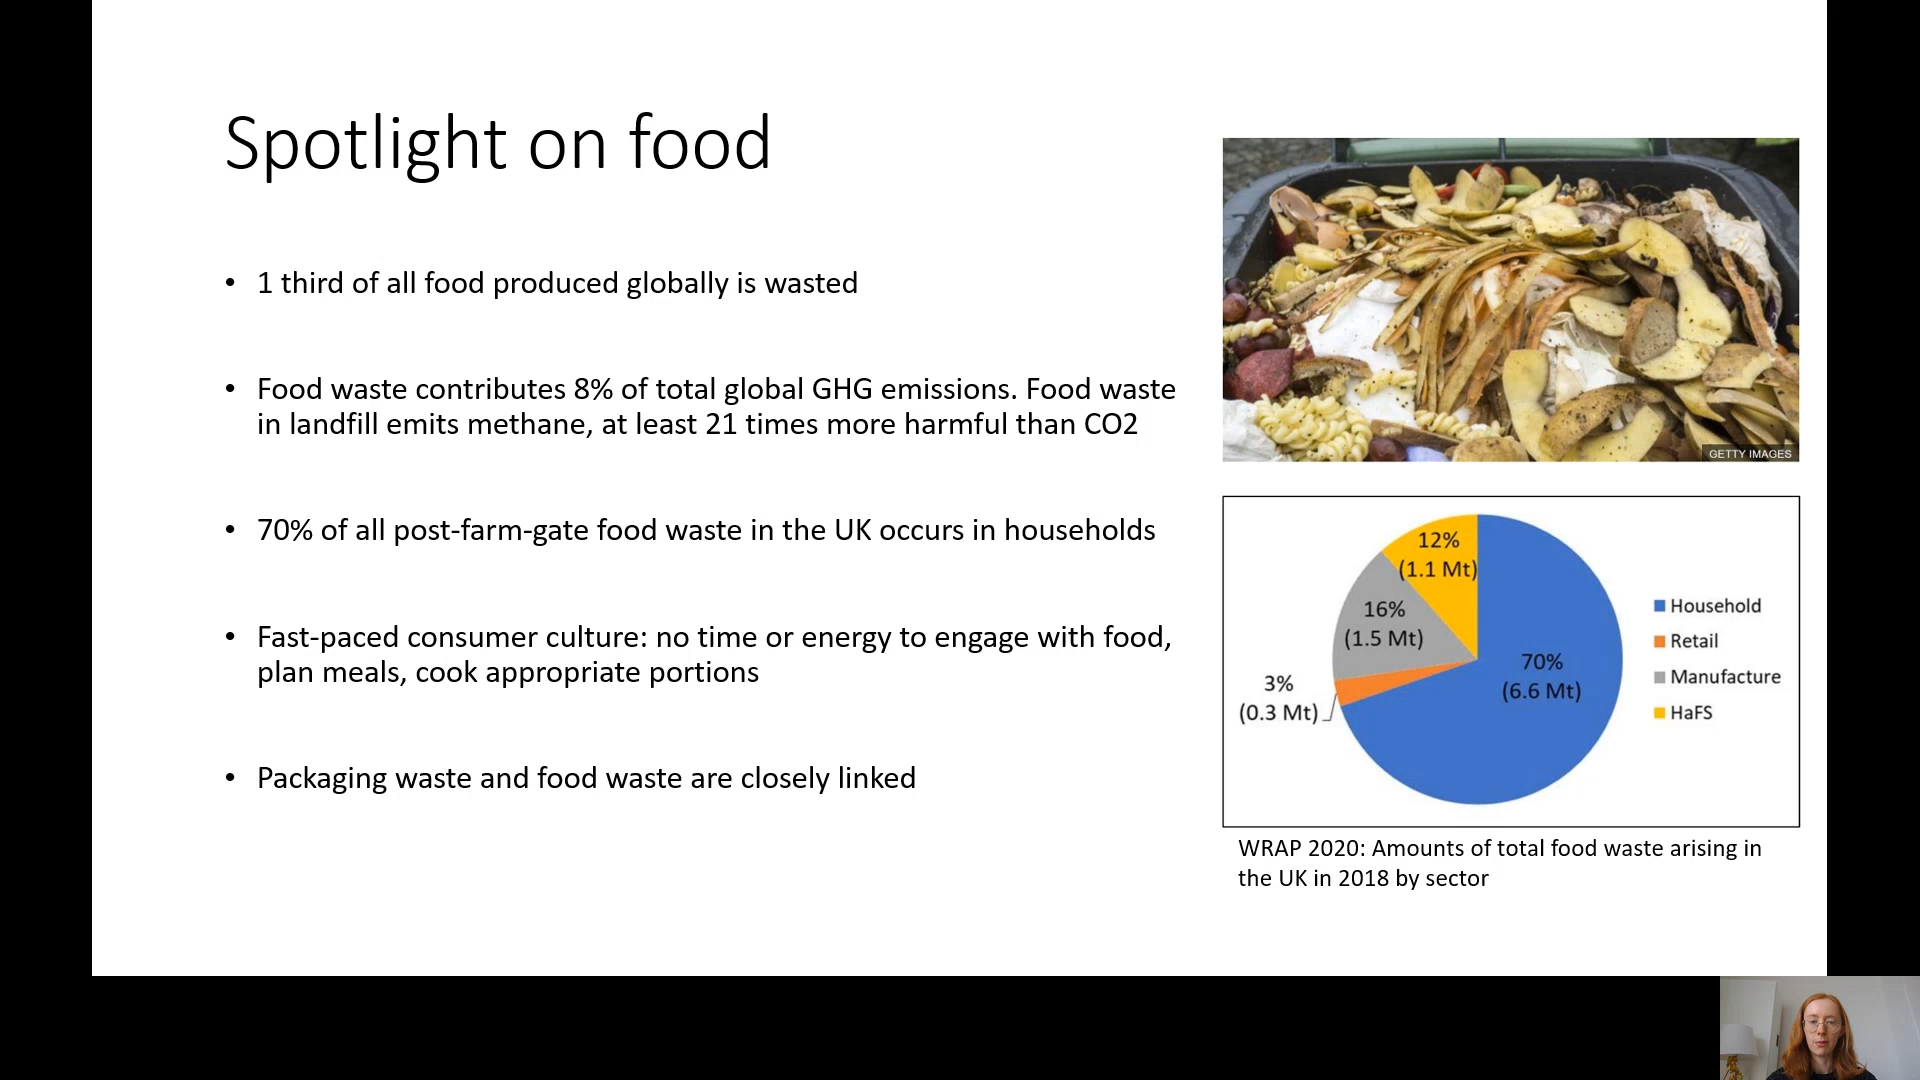 Spotlight on food
• 1 third of all food produced globally is wasted
• Food waste contributes 8% of total global GHG emissions. Food waste
in landfill emits methane, at least 21 times more harmful than CO2
• 70% of all post-farm-gate food waste in the UK occurs in households
• Fast-paced consumer culture: no time or energy to engage with food,
plan meals, cook appropriate portions
• Packaging waste and food waste are closely linked
GETTY IMAGES
12%
(1.1 Mt)
16%
(1.5 Mt)
3%
(0.3 Mt)
70%
(6.6 Mt)
Household
Retail
Manufacture
HaFS
WRAP 2020: Amounts of total food waste arising in
the UK in 2018 by sector